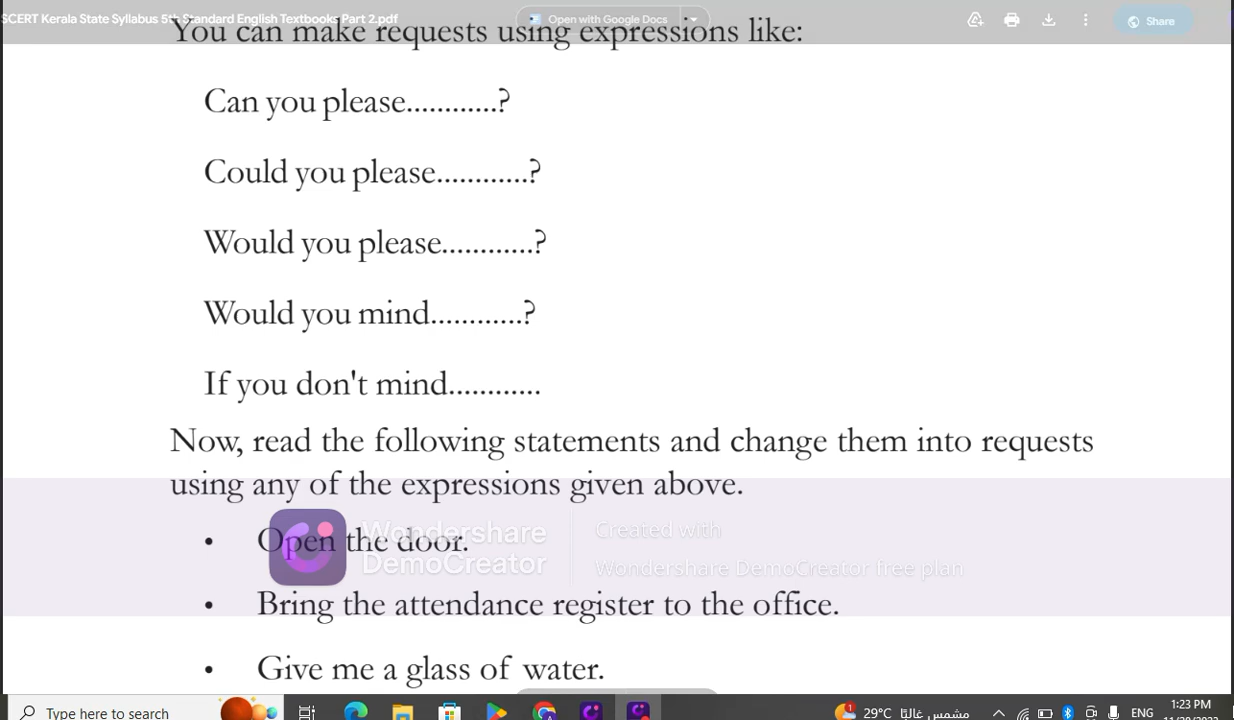 SCERT Kerala State Syllabus 5th Standard English Textbooks Part 2.pdf
Open with Google Docs
Share
You can make requests using expressions like:
Can you please............?
Could you please............?
Would you please............?
Would you mind............?
If you don't mind............
Now, read the following statements and change them into requests
using any of the expressions given above.
• Open the door.
Wondershare
DemoCreator
Created with
Wondershare DemoCreator free plan
• Bring the attendance register to the office.
• Give me a glass of water.
Type here to search
1
29°C غالبًا مشمس
ENG
1:23 PM